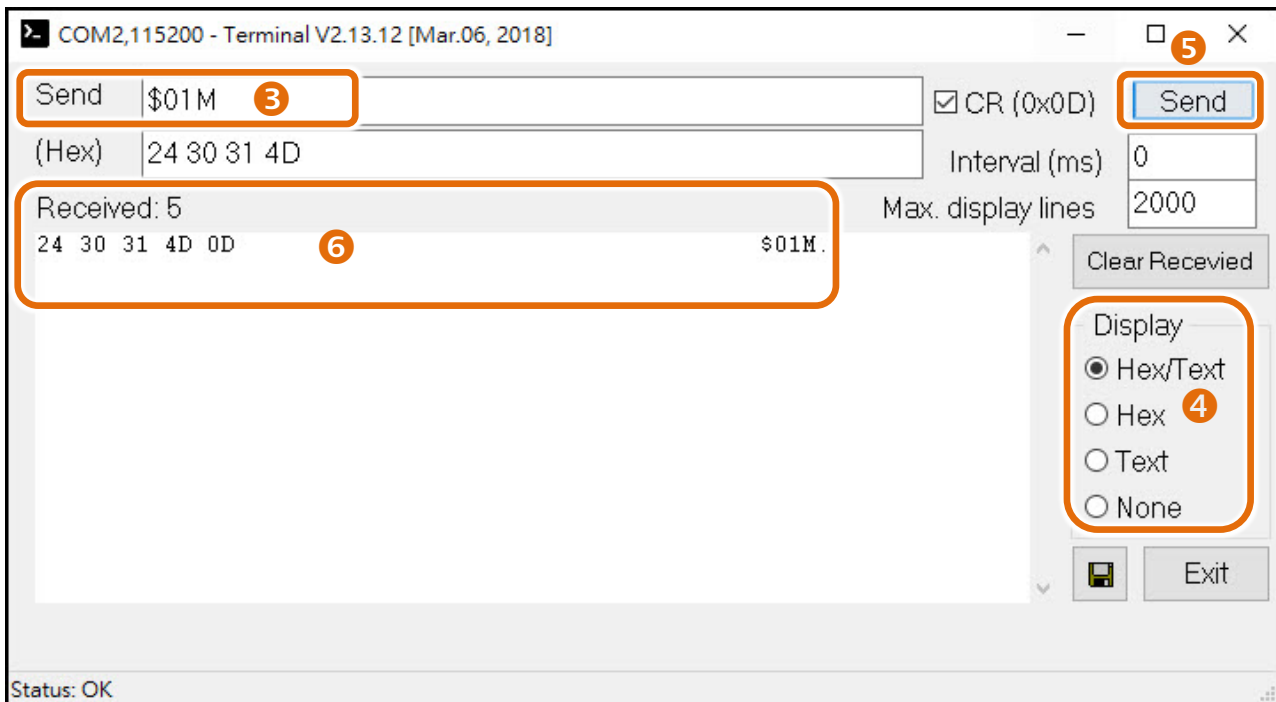 COM2,115200 - Terminal V2.13.12 [Mar.06, 2018]
5
Send $01M 3 CR (0x0D) Send
(Hex) 24 30 31 4D Interval (ms) 0
Received: 5 Max. display lines 2000
24 30 31 4D 0D 6 $01M.
Clear Recevied
Display
Hex/Text
Hex 4
Text
None
Exit
Status: OK